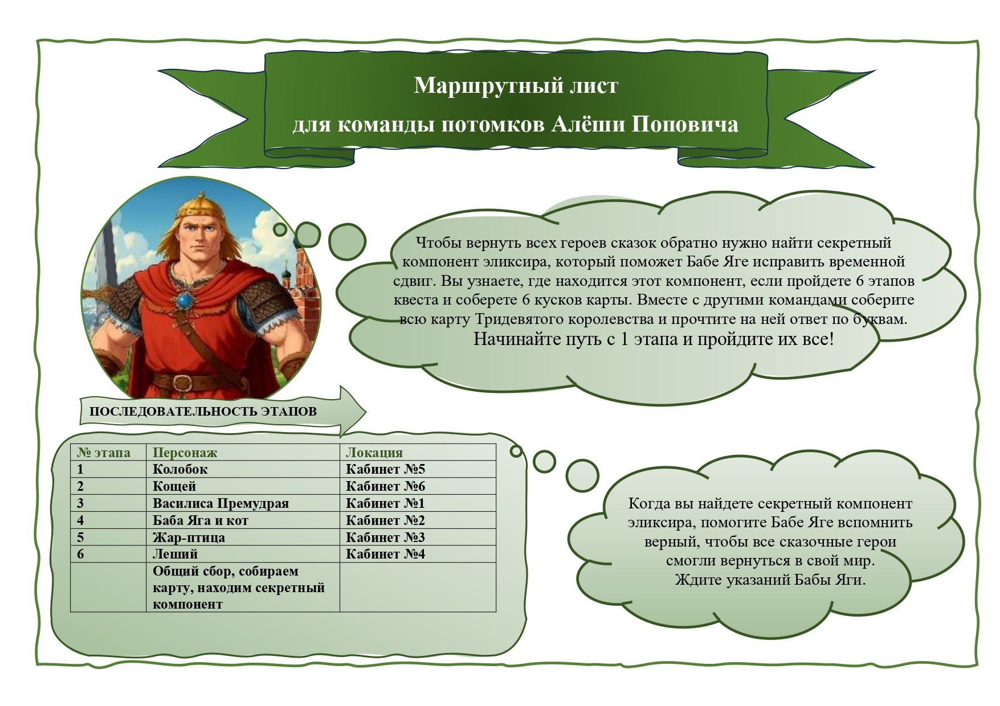 Маршрутный лист
для команды потомков Алёши Поповича
Чтобы вернуть всех героев сказок обратно нужно найти секретный
компонент эликсира, который поможет Бабе Яге исправить временной
сдвиг. Вы узнаете, где находится этот компонент, если пройдете 6 этапов
квеста и соберете 6 кусков карты. Вместе с другими командами соберите
всю карту Тридевятого королевства и прочтите на ней ответ по буквам.
Начинайте путь с 1 этапа и пройдите их все!
ПОСЛЕДОВАТЕЛЬНОСТЬ ЭТАПОВ
№ этапа Персонаж Локация
1 Колобок Кабинет №5
2 Кощей Кабинет №6
3 Василиса Премудрая Кабинет №1
4 Баба Яга и кот Кабинет №2
5 Жар-птица Кабинет №3
6 Леший Кабинет №4
Общий сбор, собираем
карту, находим секретный
компонент
Когда вы найдете секретный компонент
эликсира, помогите Бабе Яге вспомнить
верный, чтобы все сказочные герои
смогли вернуться в свой мир.
Ждите указаний Бабы Яги.